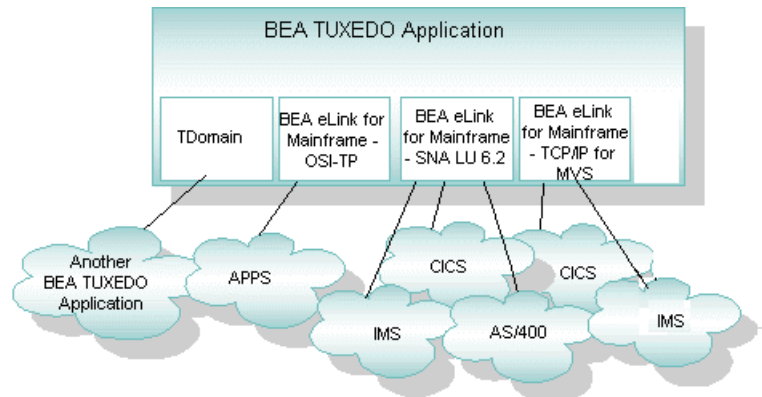 BEA TUXEDO Application
TDomain
BEA eLink for
Mainframe -
OSI-TP
BEA eLink
for Mainframe
- SNA LU 6.2
BEA eLink
for Mainframe
- TCP/IP for
MVS
Another
BEA TUXEDO
Application
APPS
CICS
CICS
IMS
AS/400
IMS